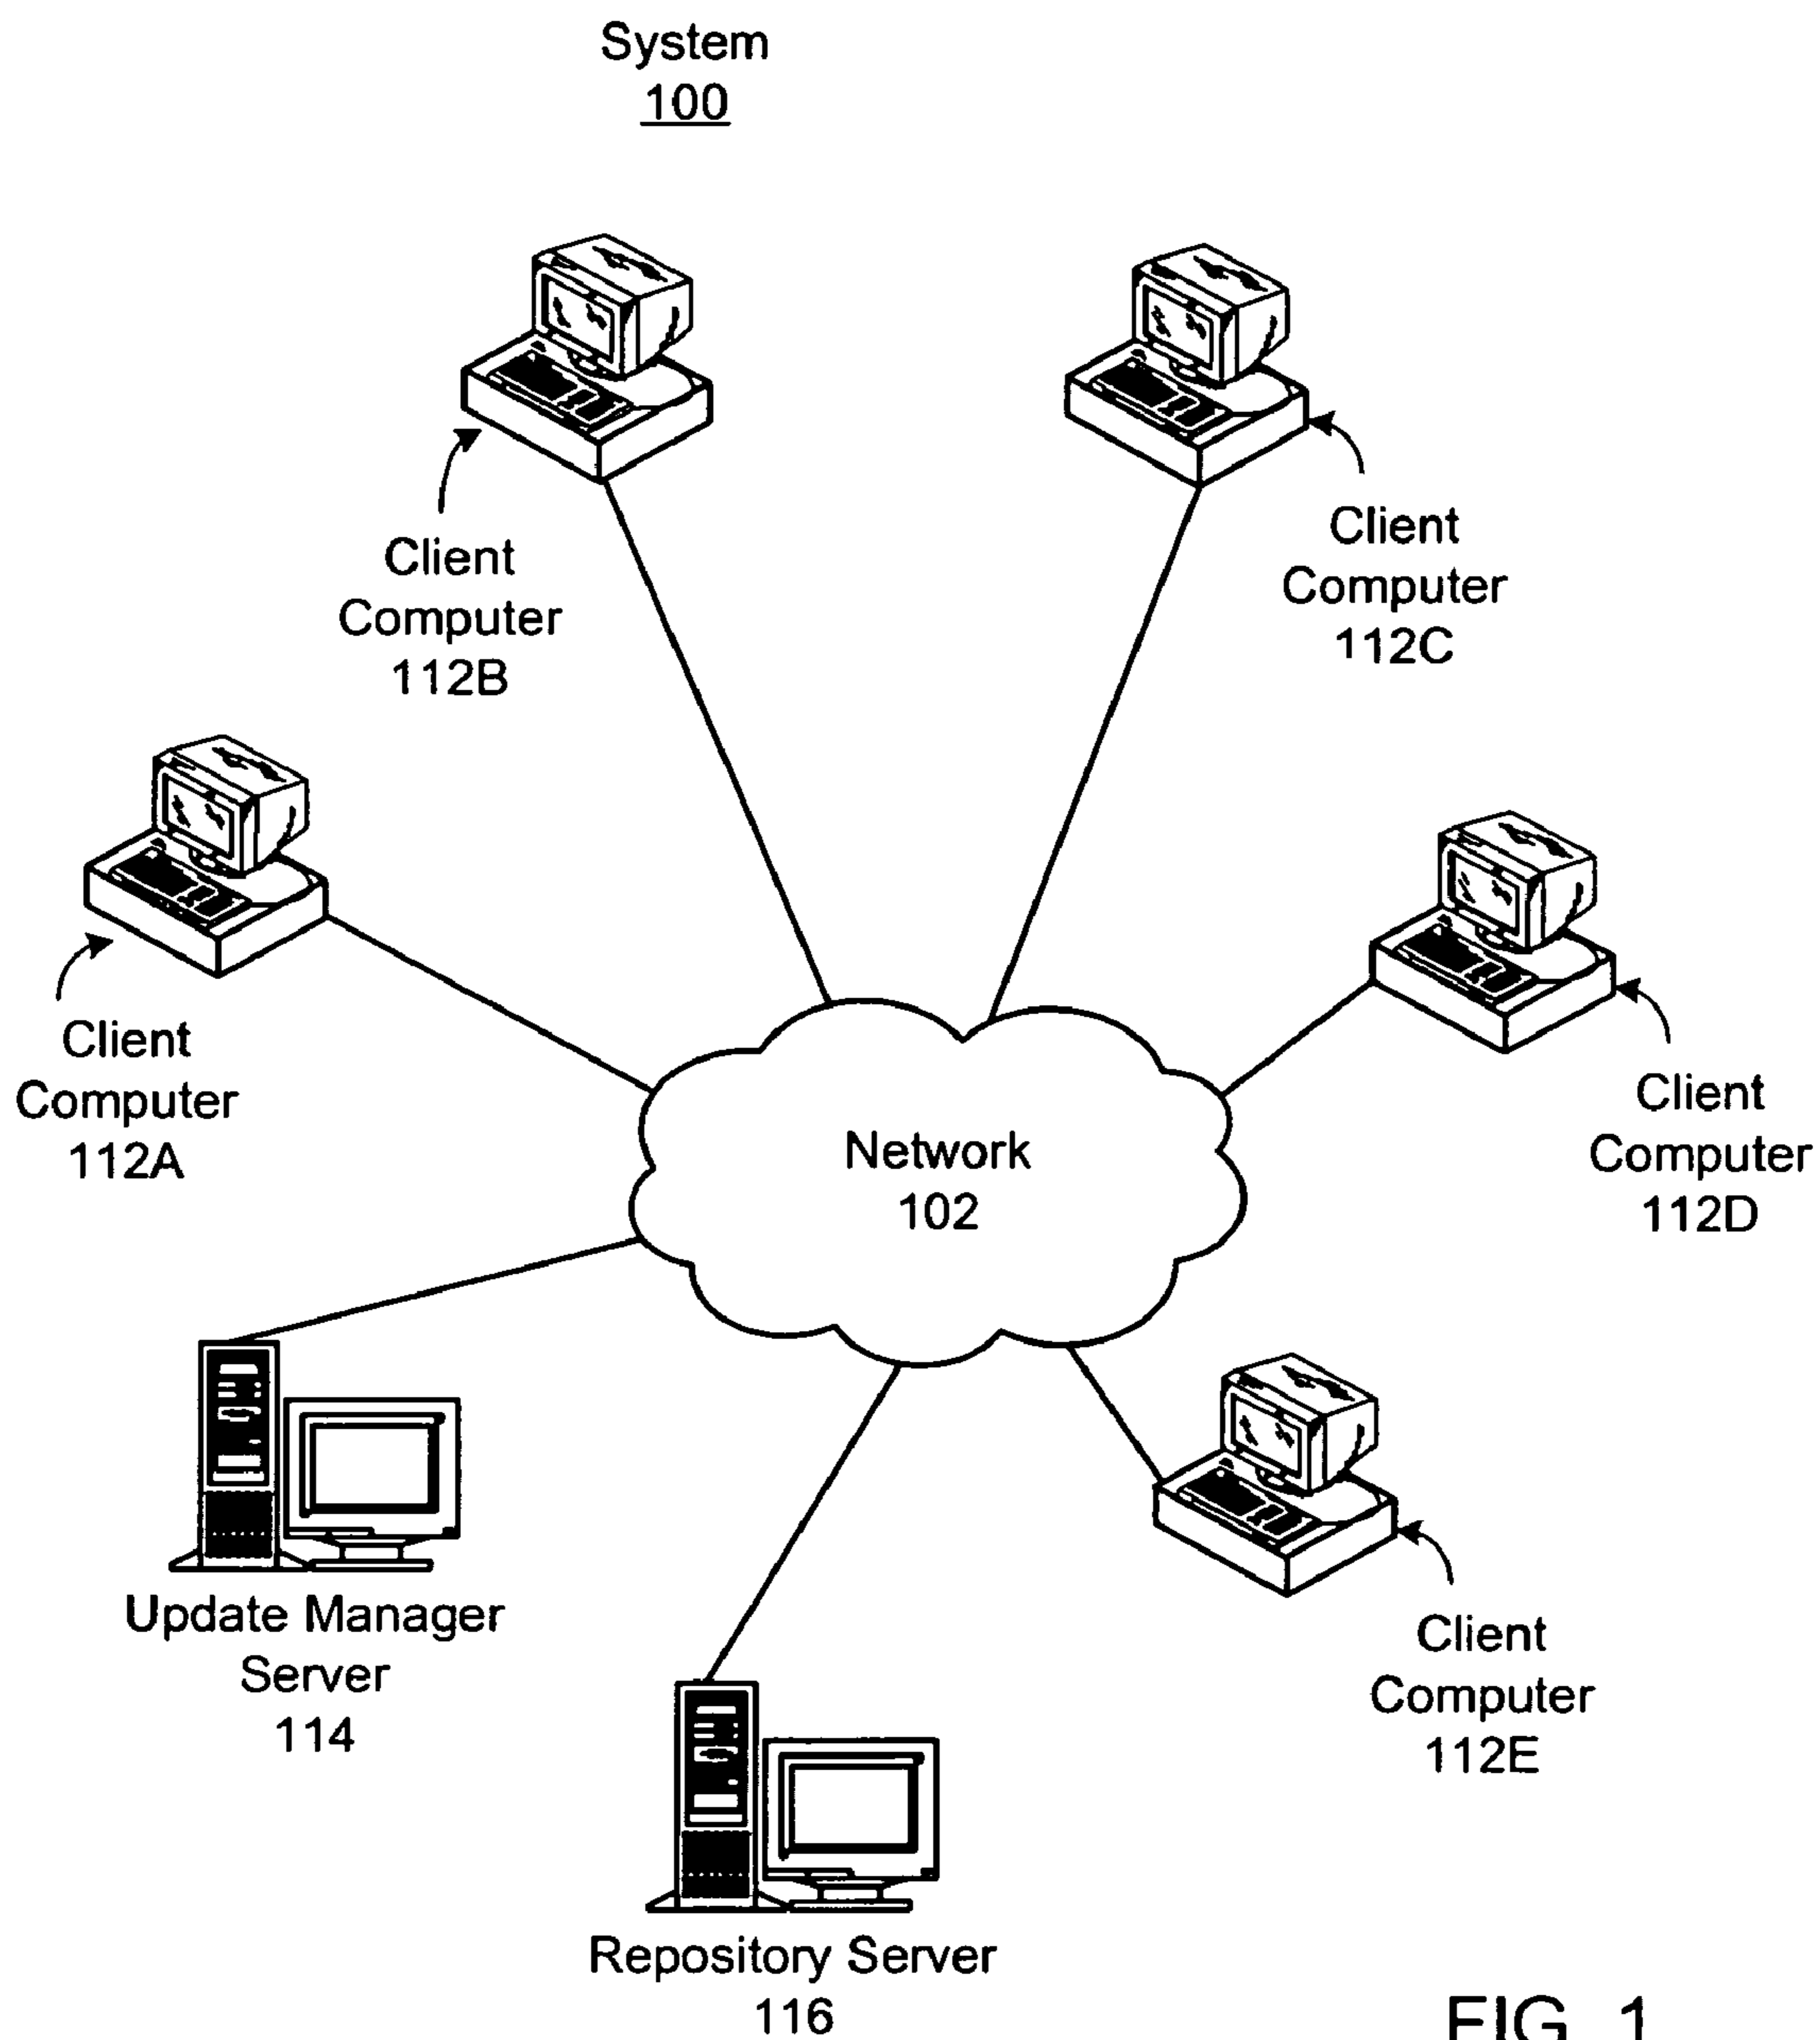 System
100
Client
Computer
112B
Client
Computer
112C
Client
Computer
112A
Client
Computer
112D
Network
102
Update Manager
Server
114
Client
Computer
112E
Repository Server
116
FIG. 1